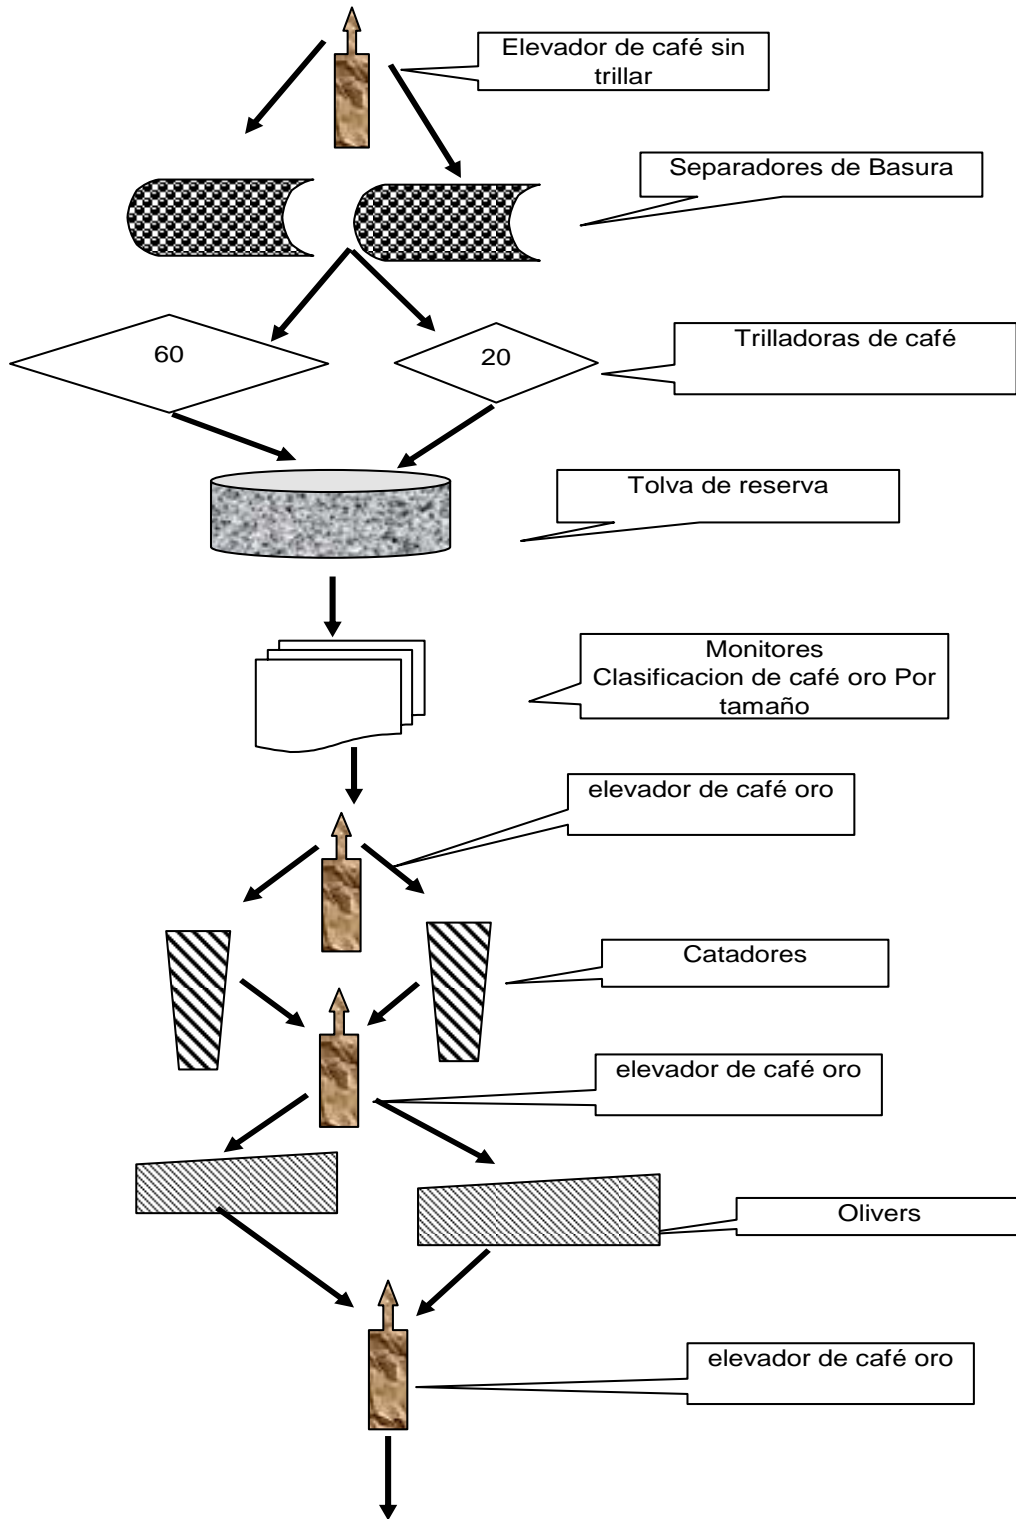 Elevador de café sin
trillar
Separadores de Basura
60
20
Trilladoras de café
Tolva de reserva
Monitores
Clasificacion de café oro Por
tamaño
elevador de café oro
Catadores
elevador de café oro
Olivers
elevador de café oro